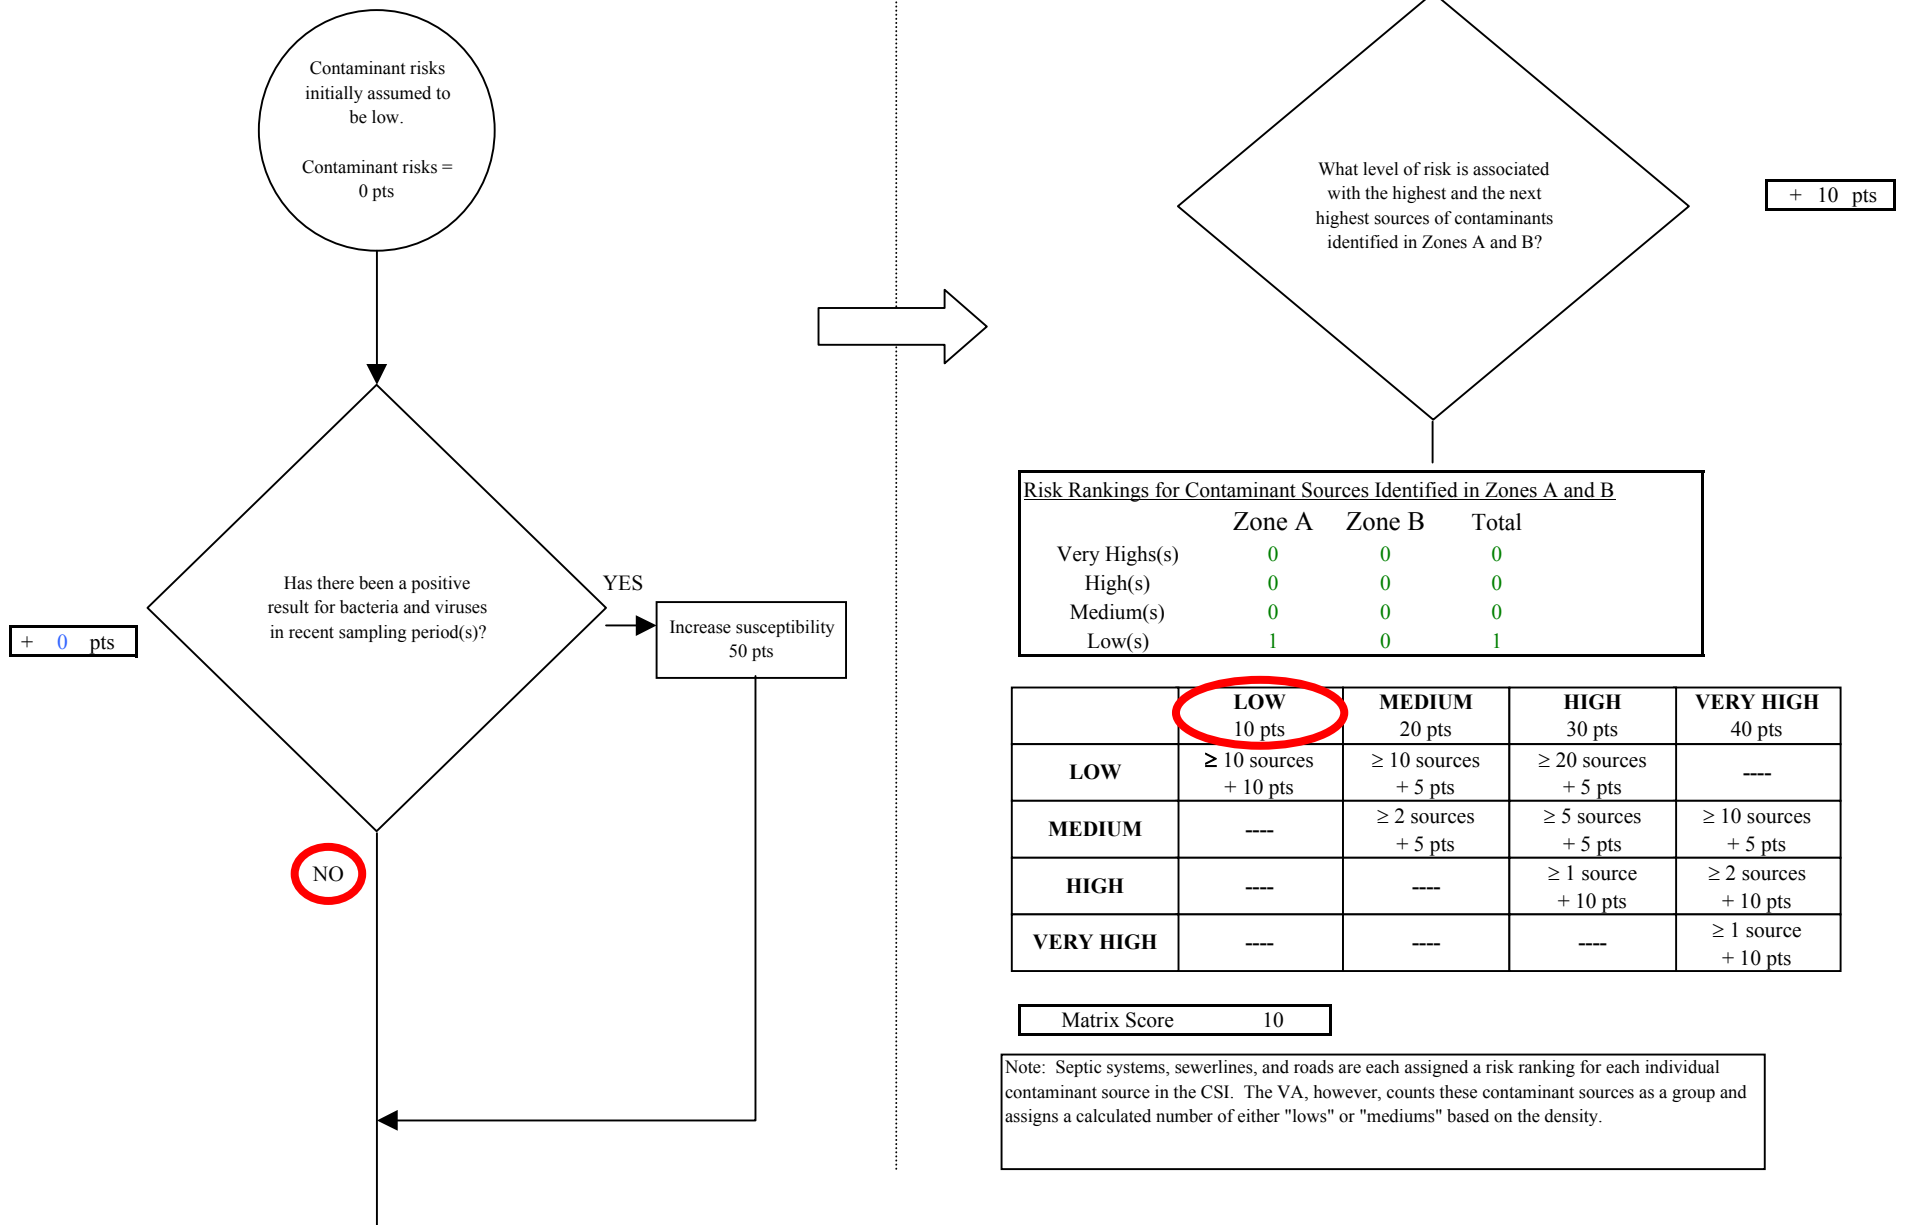 Contaminant risks
initially assumed to
be low.
Contaminant risks =
0 pts
Has there been a positive
result for bacteria and viruses
in recent sampling period(s)?
+ 0 pts
YES
Increase susceptibility
50 pts
NO
What level of risk is associated
with the highest and the next
highest sources of contaminants
identified in Zones A and B?
+ 10 pts
Risk Rankings for Contaminant Sources Identified in Zones A and B
Zone A Zone B Total
Very Highs(s) 0 0 0
High(s) 0 0 0
Medium(s) 0 0 0
Low(s) 1 0 1
LOW MEDIUM HIGH VERY HIGH
10 pts 20 pts 30 pts 40 pts
LOW ≥ 10 sources ≥ 10 sources ≥ 20 sources ----
+ 10 pts + 5 pts + 5 pts
MEDIUM ---- ≥ 2 sources ≥ 5 sources ≥ 10 sources
+ 5 pts + 5 pts + 5 pts
HIGH ---- ---- ≥ 1 source ≥ 2 sources
+ 10 pts + 10 pts
VERY HIGH ---- ---- ---- ≥ 1 source
+ 10 pts
Matrix Score 10
Note: Septic systems, sewerlines, and roads are each assigned a risk ranking for each individual
contaminant source in the CSI. The VA, however, counts these contaminant sources as a group and
assigns a calculated number of either "lows" or "mediums" based on the density.